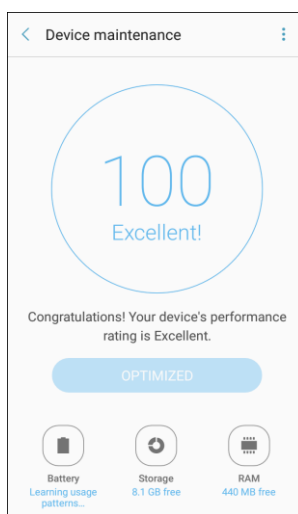 Device maintenance
100
Excellent!
Congratulations! Your device's performance
rating is Excellent.
OPTIMIZED
Battery
Learning usage
patterns...
Storage
8.1 GB free
RAM
440 MB free